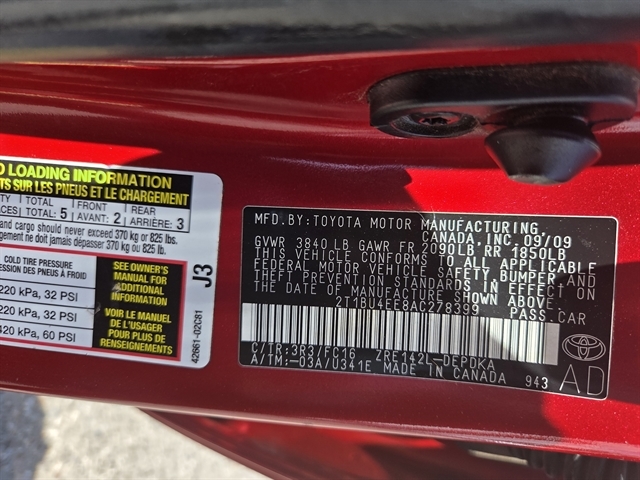 D LOADING INFORMATION
TS SUR LES PNEUS ET LE CHARGEMENT
TY TOTAL FRONT REAR
ACES TOTAL: 5 AVANT: 2 ARRIÈRE: 3
and cargo should never exceed 370 kg or 825 lbs.
ne doit jamais dépasser 370 kg ou 825 lb.
COLD TIRE PRESSURE
DES PNEUS À FROID
220 kPa, 32 PSI
220 kPa, 32 PSI
420 kPa, 60 PSI
SEE OWNER'S
MANUAL FOR
ADDITIONAL
INFORMATION
VOIR LE MANUEL
DE L'USAGER
POUR PLUS DE
RENSEIGNEMENTS
J3
42661-02C81
MFD.BY:TOYOTA MOTOR MANUFACTURING,
CANADA, INC. 09/09
GVWR 3840 LB GAWR FR 2090LB RR 1850LB
THIS VEHICLE CONFORMS TO ALL APPLICABLE
FEDERAL MOTOR VEHICLE SAFETY, BUMPER, AND
THEFT PREVENTION STANDARDS IN EFFECT ON
THE DATE OF MANUFACTURE SHOWN ABOVE.
2T1BU4EE8AC278399 PASS.CAR
C/TR:3R3/FC16 ZRE142L-DEPDKA
A/TM:-03A/U341E MADE IN CANADA 943
AD